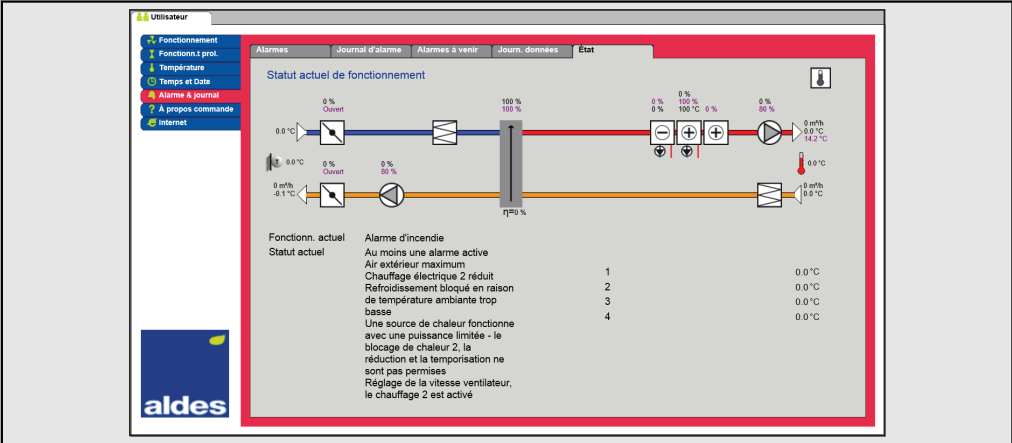 Utilisateur
Fonctionnement
Fonctionn.t prol.
Température
Temps et Date
Alarme & journal
À propos commande
Internet
Alarmes
Journal d'alarme
Alarmes à venir
Journ. données
État
Statut actuel de fonctionnement
0 %
Ouvert
100 %
100 %
0 %
0 %
0 %
100 %
100 °C
0 %
0 %
80 %
0.0 °C
0 m³/h
0.0 °C
14.2 °C
T
0.0 °C
0 %
Ouvert
0 %
80 %
0.0 °C
0 m³/h
-0.1 °C
0 m³/h
0.0 °C
η=0 %
Fonctionn. actuel
Alarme d'incendie
Statut actuel
Au moins une alarme active
Air extérieur maximum
Chauffage électrique 2 réduit
Refroidissement bloqué en raison
de température ambiante trop
basse
Une source de chaleur fonctionne
avec une puissance limitée - le
blocage de chaleur 2, la
réduction et la temporisation ne
sont pas permises
Réglage de la vitesse ventilateur,
le chauffage 2 est activé
1 0.0 °C
2 0.0 °C
3 0.0 °C
4 0.0 °C
aldes